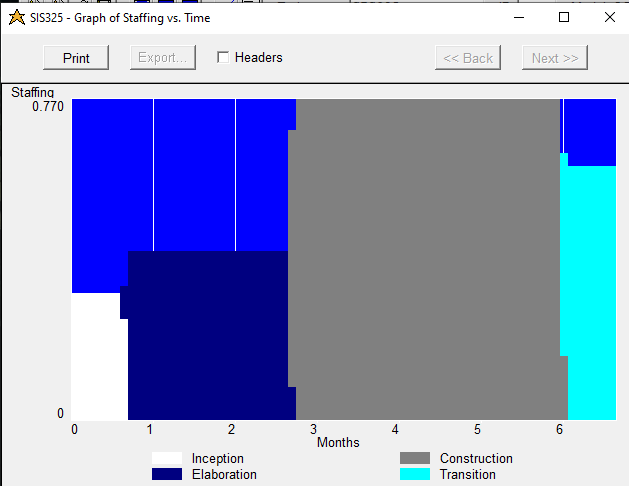 SIS325 - Graph of Staffing vs. Time
Print Export... Headers << Back Next >>
Staffing
0.770
0
0 1 2 3 4 5 6
Months
Inception Construction
Elaboration Transition